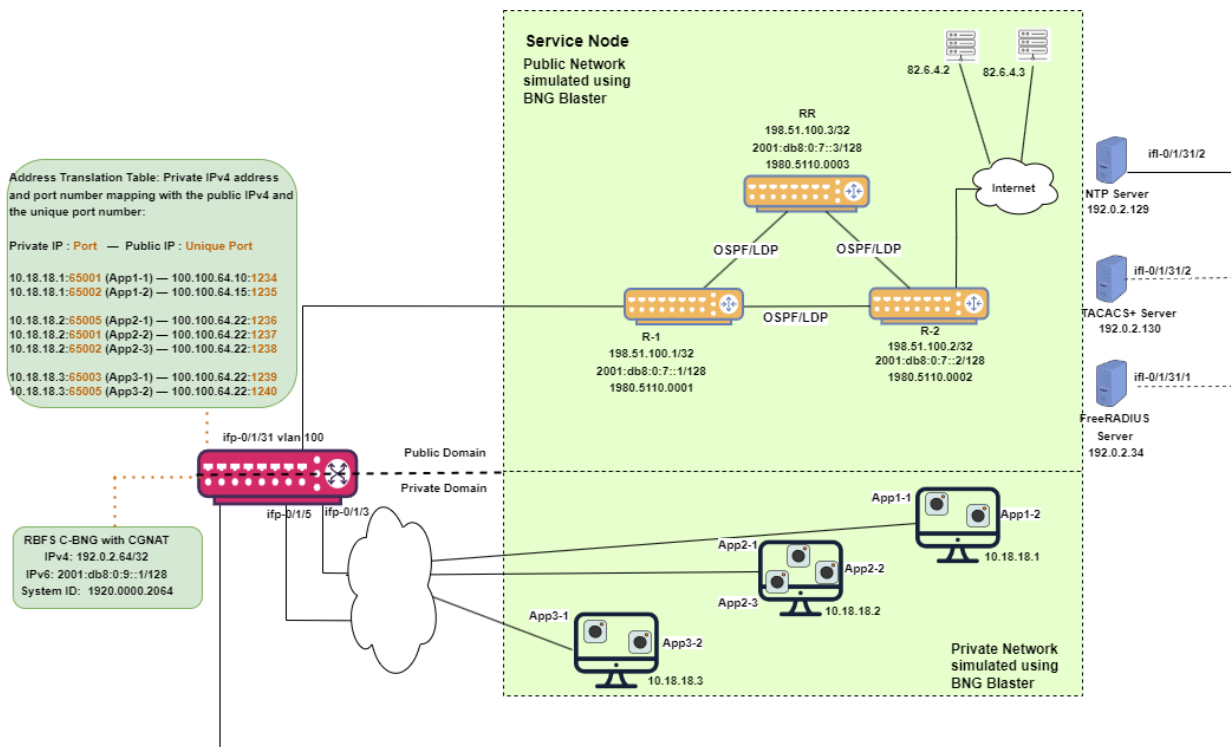 Service Node
Public Network
simulated using
BNG Blaster
82.6.4.2
82.6.4.3
RR
198.51.100.3/32
2001:db8:0:7::3/128
1980.5110.0003
Internet
ifl-0/1/31/2
NTP Server
192.0.2.129
Address Translation Table: Private IPv4 address
and port number mapping with the public IPv4 and
the unique port number:
Private IP : Port — Public IP : Unique Port
10.18.18.1:65001 (App1-1) — 100.100.64.10:1234
10.18.18.1:65002 (App1-2) — 100.100.64.15:1235
10.18.18.2:65005 (App2-1) — 100.100.64.22:1236
10.18.18.2:65001 (App2-2) — 100.100.64.22:1237
10.18.18.2:65002 (App2-3) — 100.100.64.22:1238
10.18.18.3:65003 (App3-1) — 100.100.64.22:1239
10.18.18.3:65005 (App3-2) — 100.100.64.22:1240
OSPF/LDP
OSPF/LDP
OSPF/LDP
R-1
198.51.100.1/32
2001:db8:0:7::1/128
1980.5110.0001
R-2
198.51.100.2/32
2001:db8:0:7::2/128
1980.5110.0002
ifl-0/1/31/2
TACACS+ Server
192.0.2.130
ifl-0/1/31/1
FreeRADIUS
Server
192.0.2.34
ifp-0/1/31 vlan 100
Public Domain
Private Domain
ifp-0/1/5
ifp-0/1/3
RBFS C-BNG with CGNAT
IPv4: 192.0.2.64/32
IPv6: 2001:db8:0:9::1/128
System ID: 1920.0000.2064
App1-1
App1-2
10.18.18.1
App2-1
App2-2
App2-3
10.18.18.2
App3-1
App3-2
10.18.18.3
Private Network
simulated using
BNG Blaster